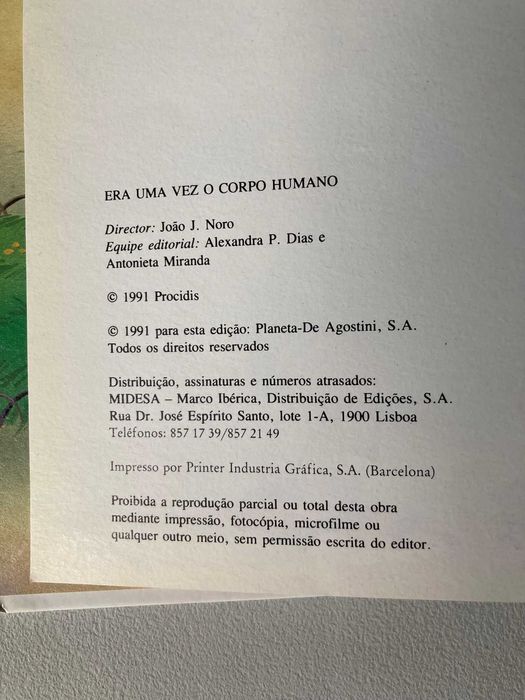 ERA UMA VEZ O CORPO HUMANO
Director: João J. Noro
Equipe editorial: Alexandra P. Dias e
Antonieta Miranda
© 1991 Procidis
© 1991 para esta edição: Planeta-De Agostini, S.A.
Todos os direitos reservados
Distribuição, assinaturas e números atrasados:
MIDESA – Marco Ibérica, Distribuição de Edições, S.A.
Rua Dr. José Espírito Santo, lote 1-A, 1900 Lisboa
Teléfonos: 857 17 39/857 21 49
Impresso por Printer Industria Gráfica, S.A. (Barcelona)
Proibida a reprodução parcial ou total desta obra
mediante impressão, fotocópia, microfilme ou
qualquer outro meio, sem permissão escrita do editor.